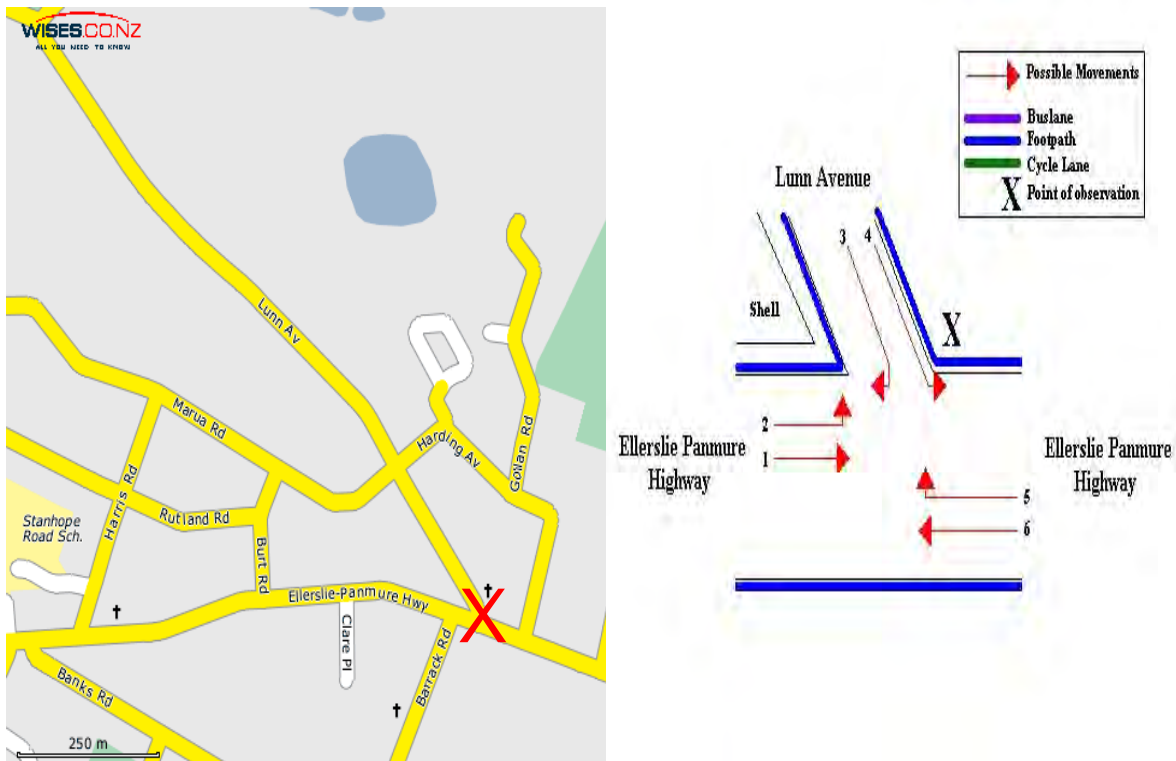 WISES.CO.NZ
ALL YOU NEED TO KNOW
Lunn Av
Marua Rd
Harding Av
Gollan Rd
Harris Rd
Rutland Rd
Stanhope
Road Sch.
Burt Rd
Ellerslie-Panmure Hwy
Clare Pl
Barrack Rd
Banks Rd
250 m
X
Possible Movements
Buslane
Footpath
Cycle Lane
X Point of observation
Lunn Avenue
3
4
Shell
X
2
1
Ellerslie Panmure
Highway
Ellerslie Panmure
Highway
5
6